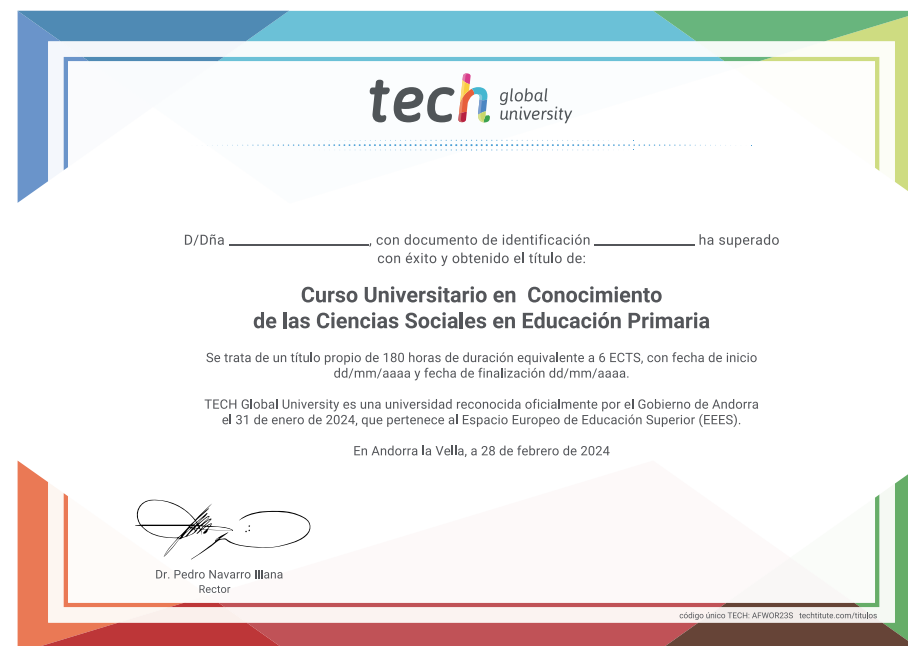 tech global
university
D/Dña ______________, con documento de identificación __________ ha superado
con éxito y obtenido el título de:
Curso Universitario en Conocimiento
de las Ciencias Sociales en Educación Primaria
Se trata de un título propio de 180 horas de duración equivalente a 6 ECTS, con fecha de inicio
dd/mm/aaaa y fecha de finalización dd/mm/aaaa.
TECH Global University es una universidad reconocida oficialmente por el Gobierno de Andorra
el 31 de enero de 2024, que pertenece al Espacio Europeo de Educación Superior (EEES).
En Andorra la Vella, a 28 de febrero de 2024
Dr. Pedro Navarro Illana
Rector
código único TECH: AFWOR23S techtitute.com/titulos